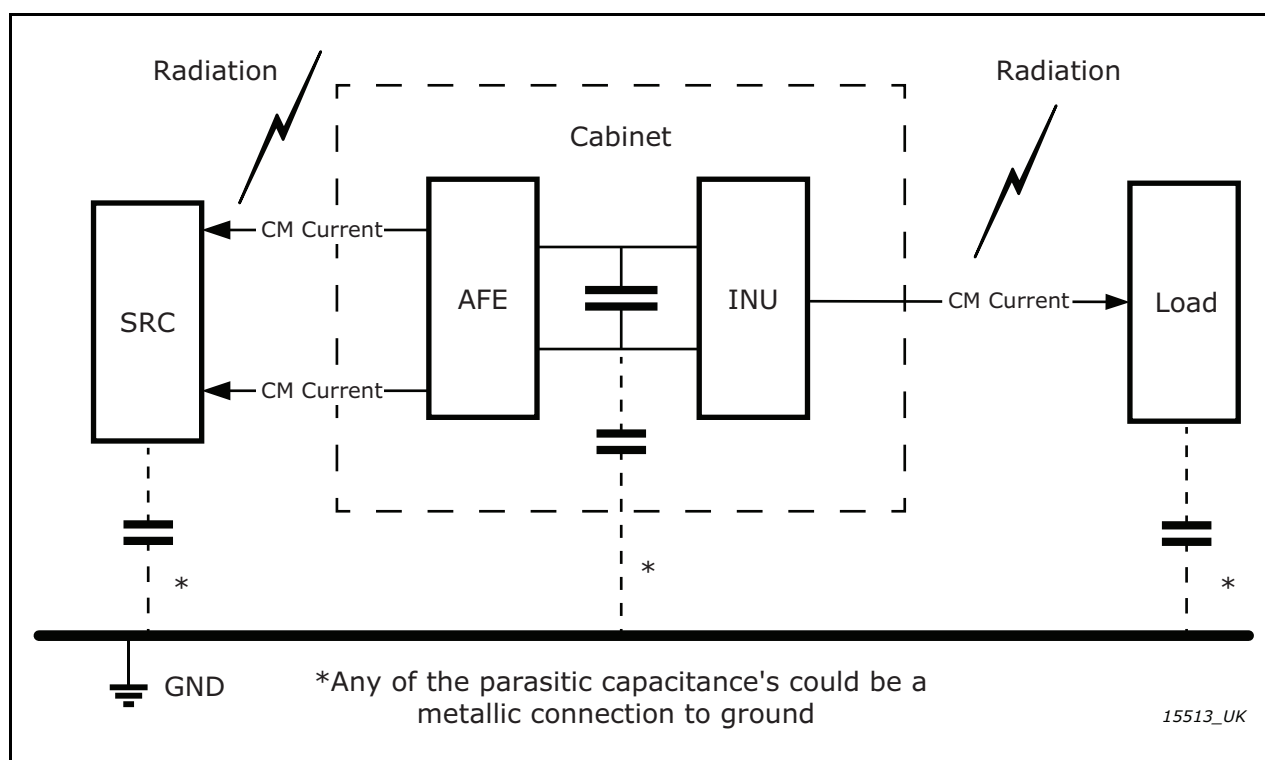 Radiation
Radiation
Cabinet
CM Current
AFE
INU
SRC
CM Current
Load
CM Current
*
*
*
GND
*Any of the parasitic capacitance's could be a
metallic connection to ground
15513_UK